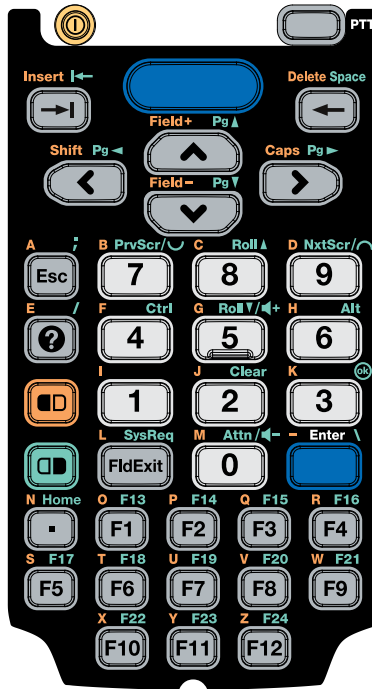 PTT
Insert Delete Space
Field+ Pg
Shift Pg Caps Pg
Field- Pg
A ; B PrvScr/ C Roll D NxtScr/
Esc 7 8 9
E / F Ctrl G Roll / + H Alt
? 4 5 6
I J Clear K ok
1 2 3
L SysReq M Attn/ - - Enter \
FldExit 0
N Home O F13 P F14 Q F15 R F16
. F1 F2 F3 F4
S F17 T F18 U F19 V F20 W F21
F5 F6 F7 F8 F9
X F22 Y F23 Z F24
F10 F11 F12